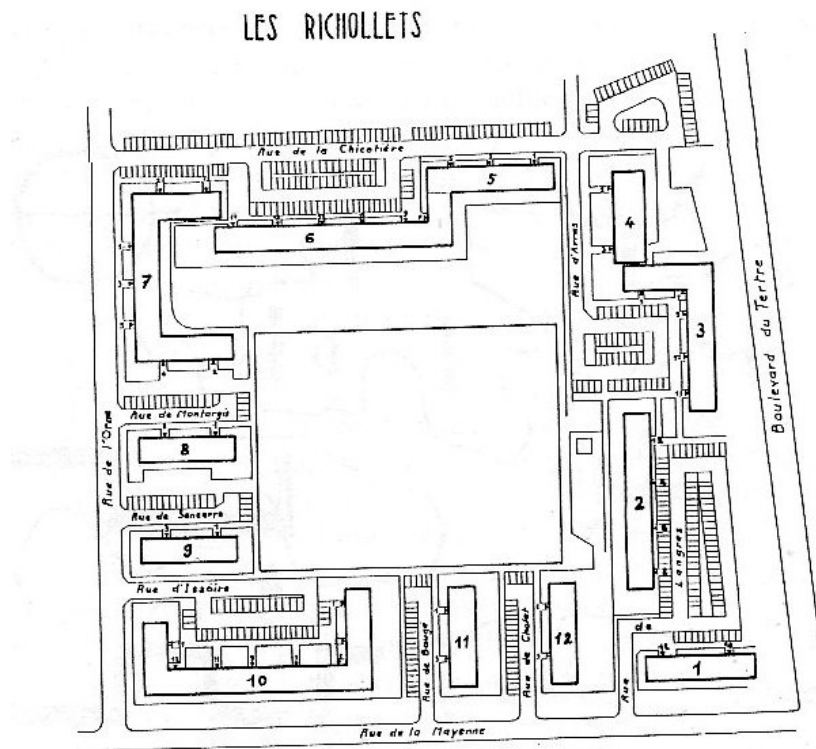 LES RICHOLLETS
Rue de la Chicotière
5
4
6
7
Rue d'Arras
3
Boulevard du Tertre
Rue de l'Orne
Rue de Montargis
8
2
Rue de Sancerre
9
Rue d'Issoire
Rue de Langres
10
Rue de Baugé
11
Rue de Cholet
12
1
Rue de la Mayenne